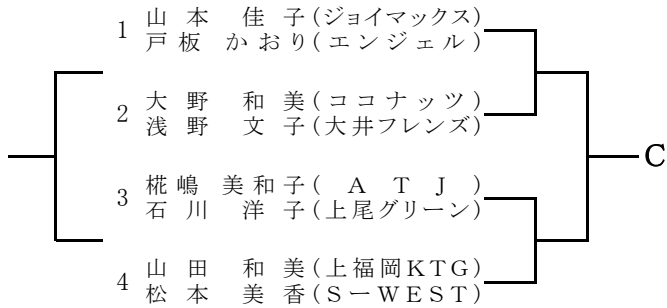 1 山本 佳子(ジョイマックス)
戸板 かおり(エンジェル)
2 大野 和美(ココナッツ)
浅野 文子(大井フレンズ)
C
3 椛嶋 美和子(ATJ)
石川 洋子(上尾グリーン)
4 山田 和美(上福岡KTG)
松本 美香(S－WEST)